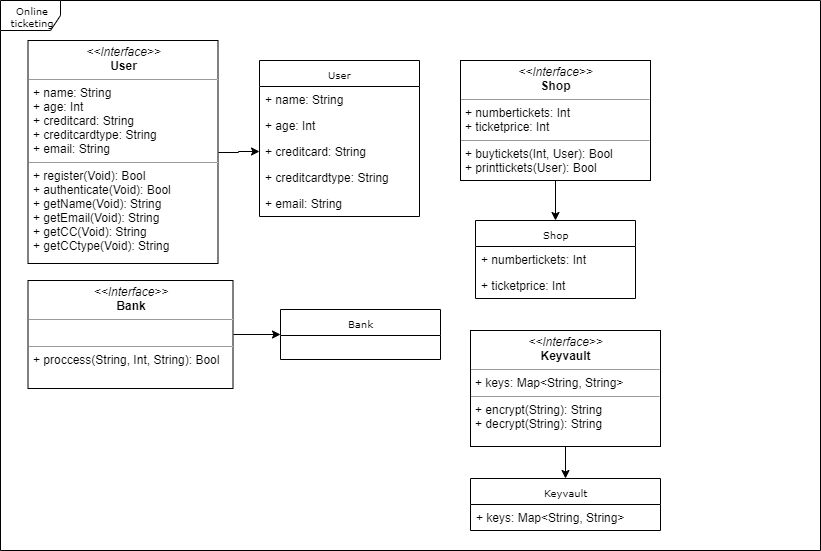 Online
ticketing
<<Interface>>
User
+ name: String
+ age: Int
+ creditcard: String
+ creditcardtype: String
+ email: String
+ register(Void): Bool
+ authenticate(Void): Bool
+ getName(Void): String
+ getEmail(Void): String
+ getCC(Void): String
+ getCCtype(Void): String
User
+ name: String
+ age: Int
+ creditcard: String
+ creditcardtype: String
+ email: String
<<Interface>>
Shop
+ numbertickets: Int
+ ticketprice: Int
+ buytickets(Int, User): Bool
+ printtickets(User): Bool
Shop
+ numbertickets: Int
+ ticketprice: Int
<<Interface>>
Bank
+ proccess(String, Int, String): Bool
Bank
<<Interface>>
Keyvault
+ keys: Map<String, String>
+ encrypt(String): String
+ decrypt(String): String
Keyvault
+ keys: Map<String, String>